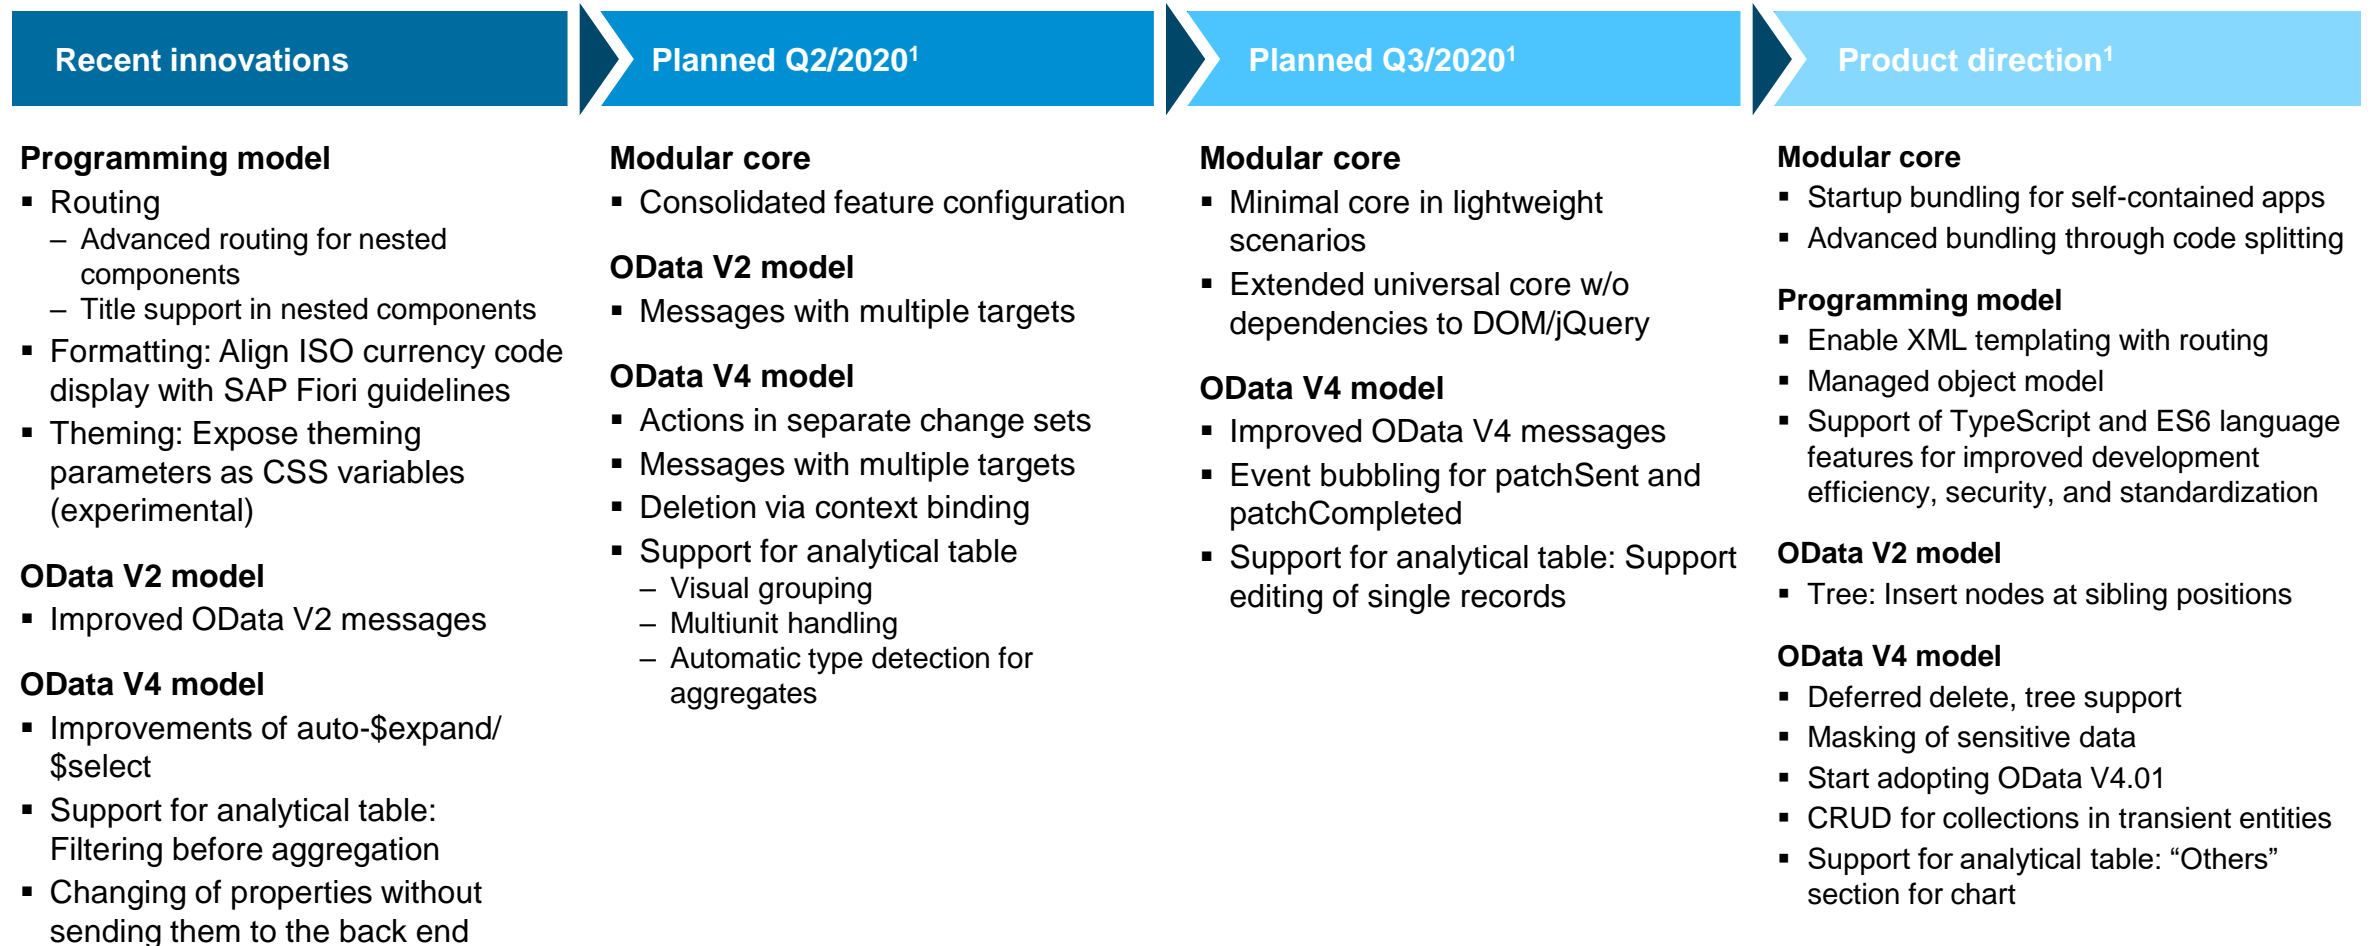 Recent innovations
Planned Q2/2020¹
Planned Q3/2020¹
Product direction¹
Programming model
▪ Routing
– Advanced routing for nested
components
– Title support in nested components
▪ Formatting: Align ISO currency code
display with SAP Fiori guidelines
▪ Theming: Expose theming
parameters as CSS variables
(experimental)
OData V2 model
▪ Improved OData V2 messages
OData V4 model
▪ Improvements of auto-$expand/
$select
▪ Support for analytical table:
Filtering before aggregation
▪ Changing of properties without
sending them to the back end
Modular core
▪ Consolidated feature configuration
OData V2 model
▪ Messages with multiple targets
OData V4 model
▪ Actions in separate change sets
▪ Messages with multiple targets
▪ Deletion via context binding
▪ Support for analytical table
– Visual grouping
– Multiunit handling
– Automatic type detection for
aggregates
Modular core
▪ Minimal core in lightweight
scenarios
▪ Extended universal core w/o
dependencies to DOM/jQuery
OData V4 model
▪ Improved OData V4 messages
▪ Event bubbling for patchSent and
patchCompleted
▪ Support for analytical table: Support
editing of single records
Modular core
▪ Startup bundling for self-contained apps
▪ Advanced bundling through code splitting
Programming model
▪ Enable XML templating with routing
▪ Managed object model
▪ Support of TypeScript and ES6 language
features for improved development
efficiency, security, and standardization
OData V2 model
▪ Tree: Insert nodes at sibling positions
OData V4 model
▪ Deferred delete, tree support
▪ Masking of sensitive data
▪ Start adopting OData V4.01
▪ CRUD for collections in transient entities
▪ Support for analytical table: “Others”
section for chart